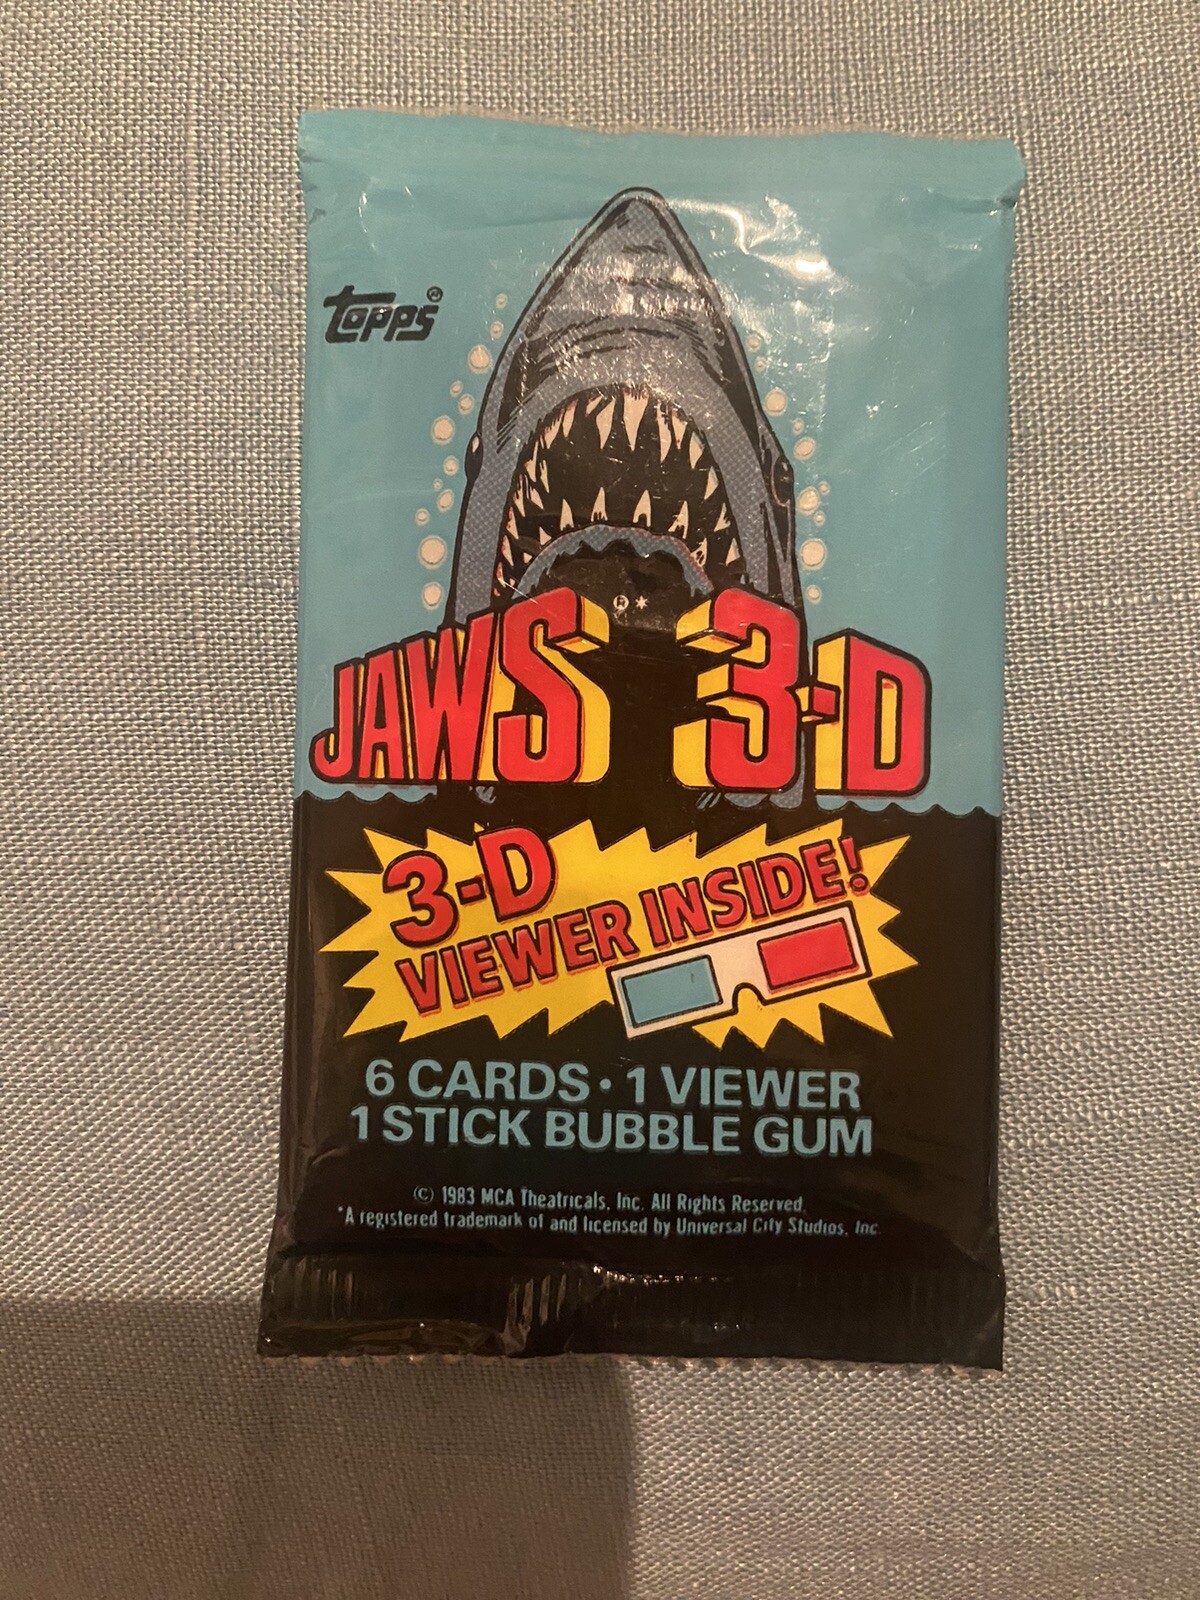 Topps®
®*
JAWS 3-D
3-D
VIEWER INSIDE!
6 CARDS • 1 VIEWER
1 STICK BUBBLE GUM
© 1983 MCA Theatricals, Inc. All Rights Reserved.
*A registered trademark of and licensed by Universal City Studios, Inc.